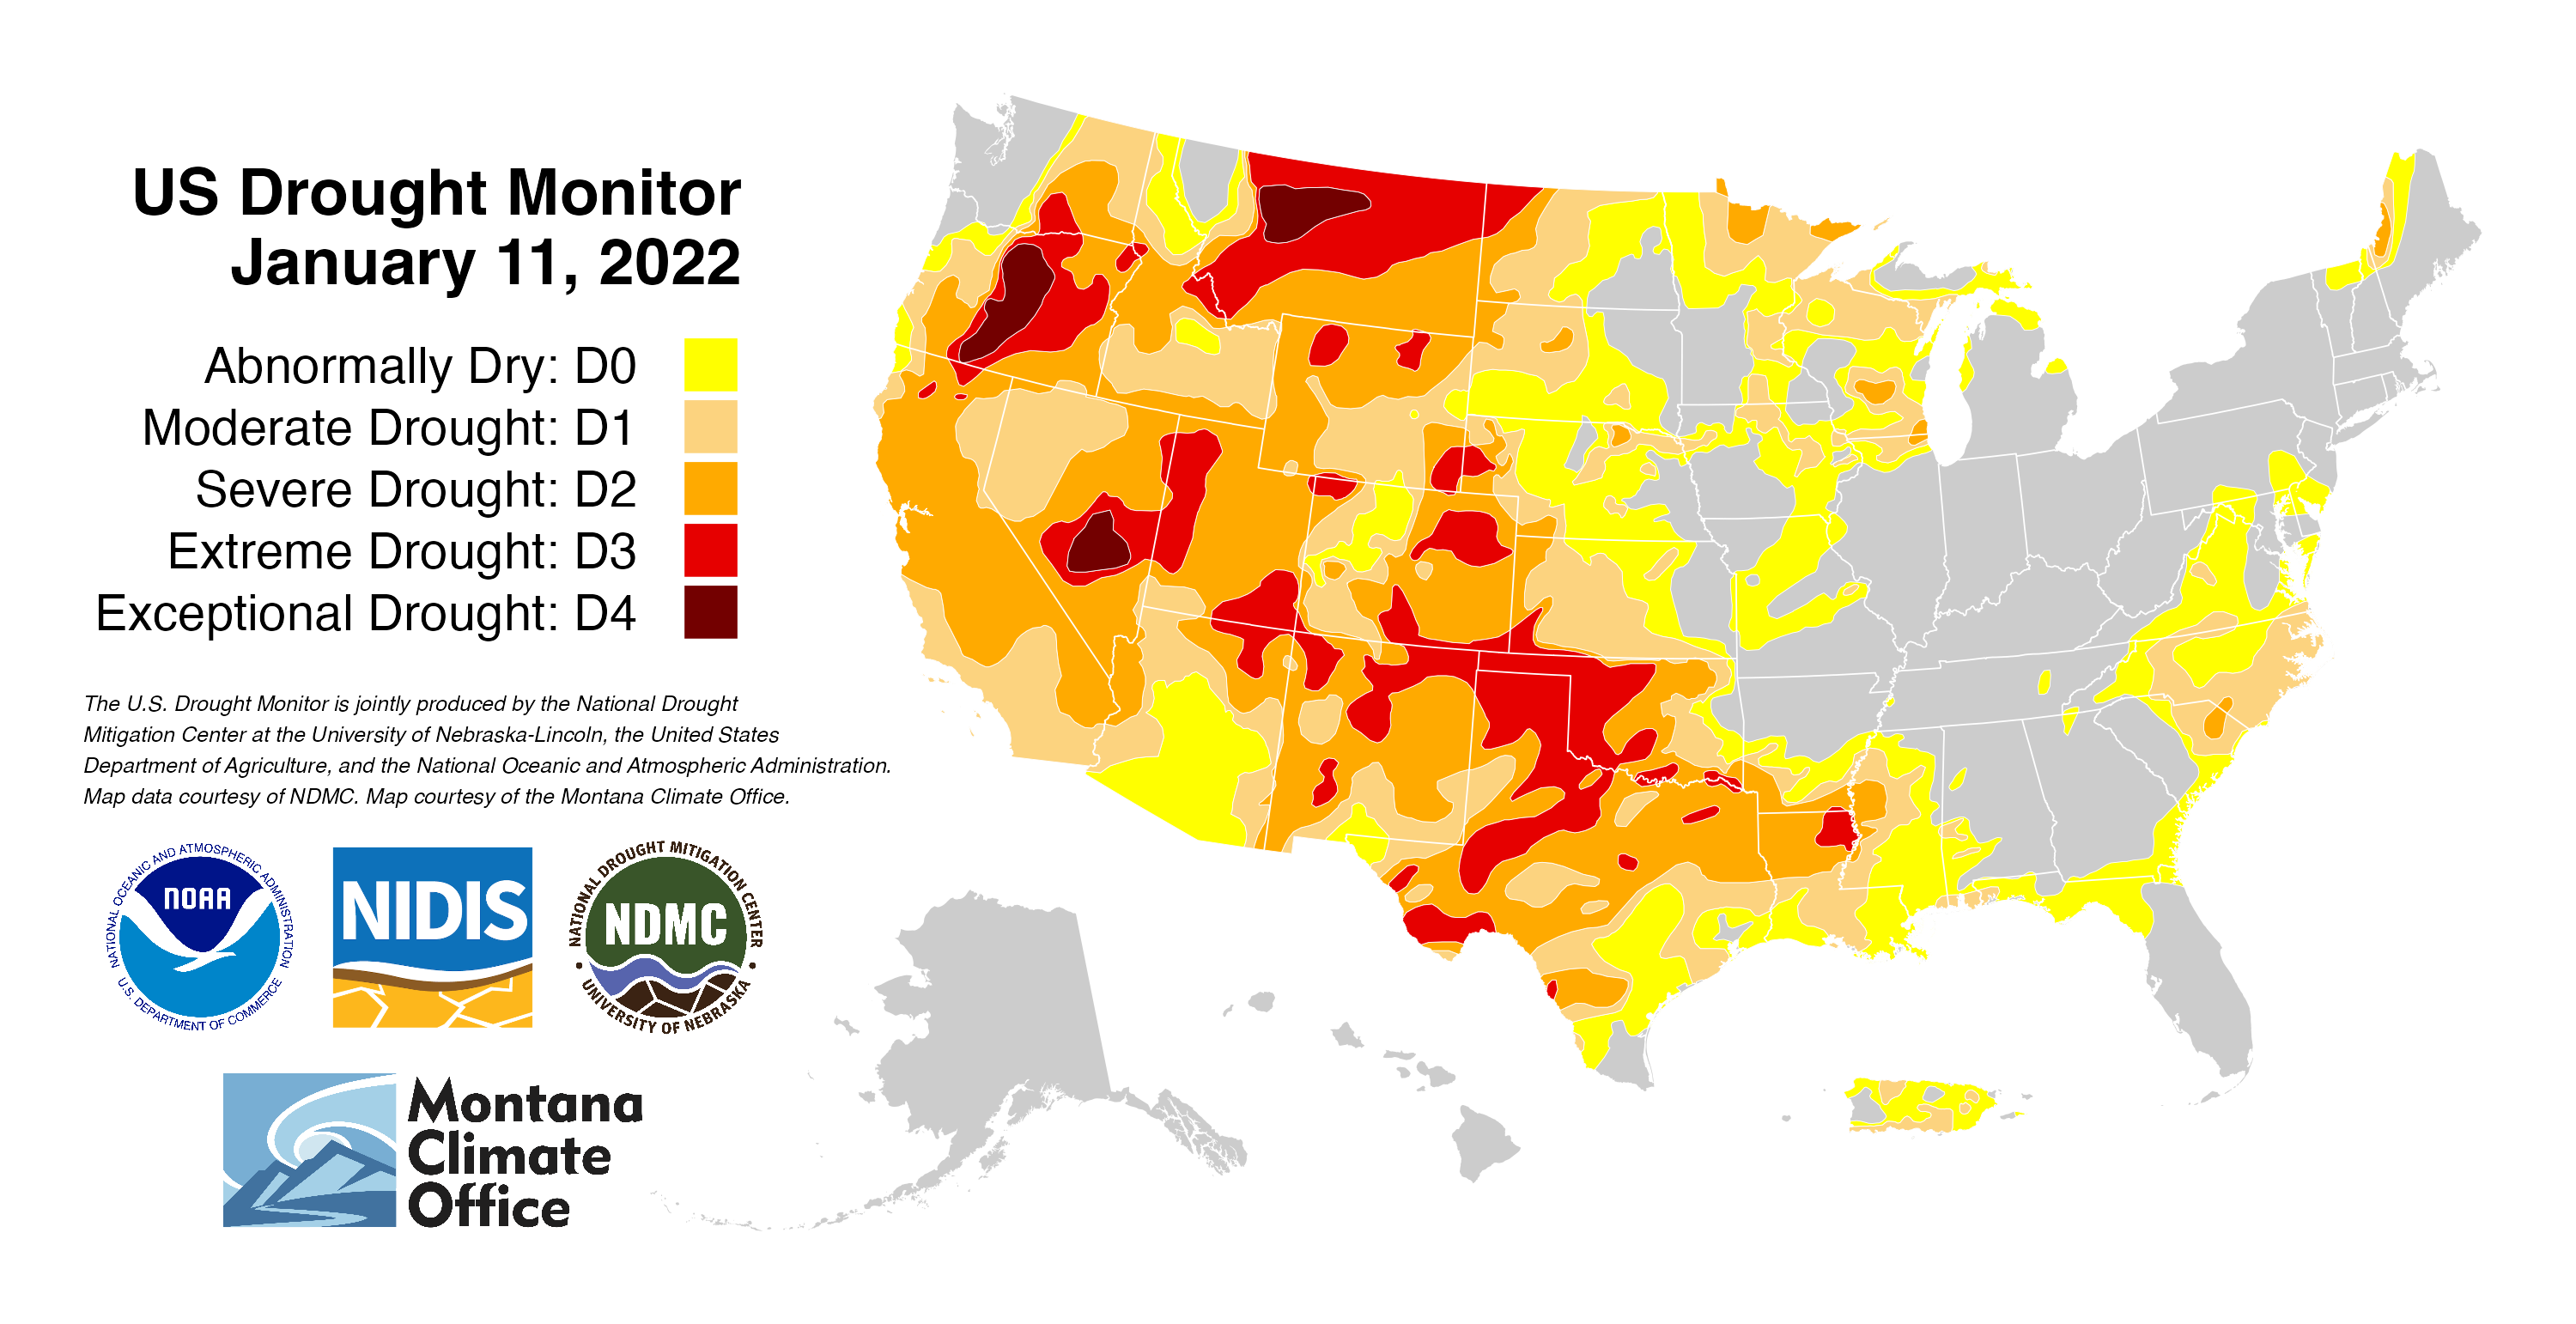 US Drought Monitor
January 11, 2022
Abnormally Dry: D0
Moderate Drought: D1
Severe Drought: D2
Extreme Drought: D3
Exceptional Drought: D4
The U.S. Drought Monitor is jointly produced by the National Drought
Mitigation Center at the University of Nebraska-Lincoln, the United States
Department of Agriculture, and the National Oceanic and Atmospheric Administration.
Map data courtesy of NDMC. Map courtesy of the Montana Climate Office.
NATIONAL OCEANIC AND ATMOSPHERIC ADMINISTRATION
NOAA
U.S. DEPARTMENT OF COMMERCE
NIDIS
NATIONAL DROUGHT MITIGATION CENTER
NDMC
UNIVERSITY OF NEBRASKA
Montana
Climate
Office